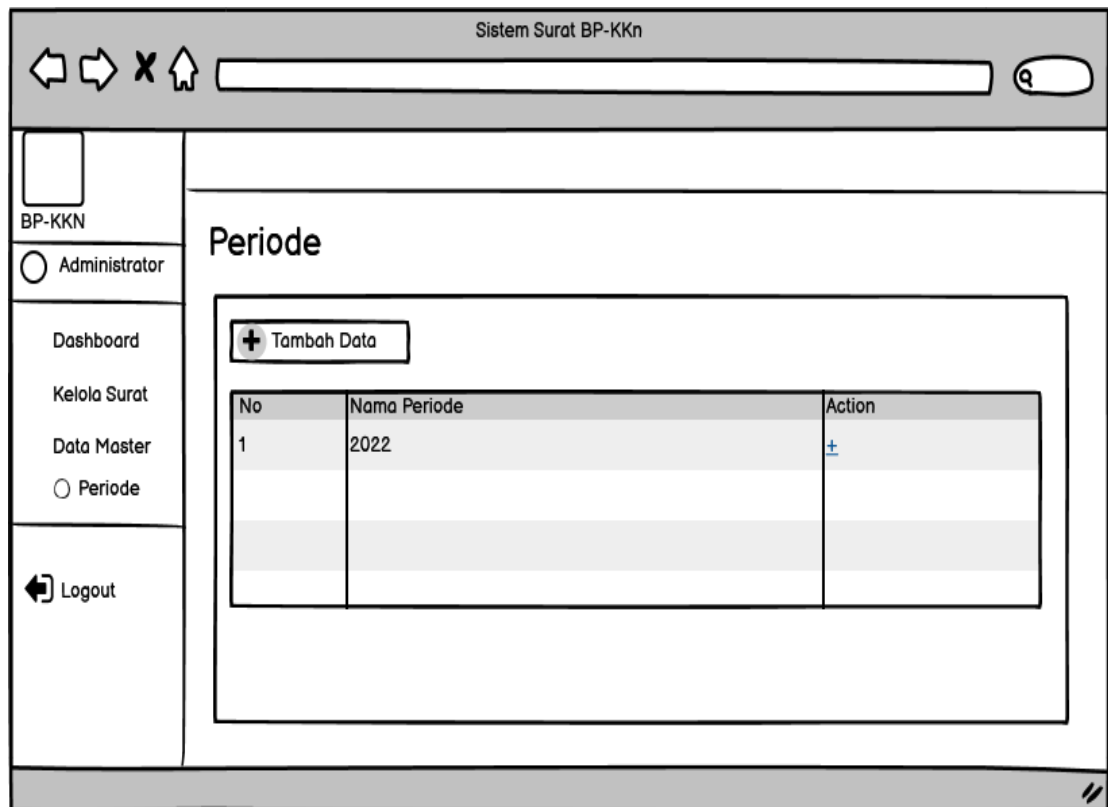 Sistem Surat BP-KKn
BP-KKN
Administrator
Dashboard
Kelola Surat
Data Master
Periode
Logout
Periode
Tambah Data
No Nama Periode Action
1 2022 +